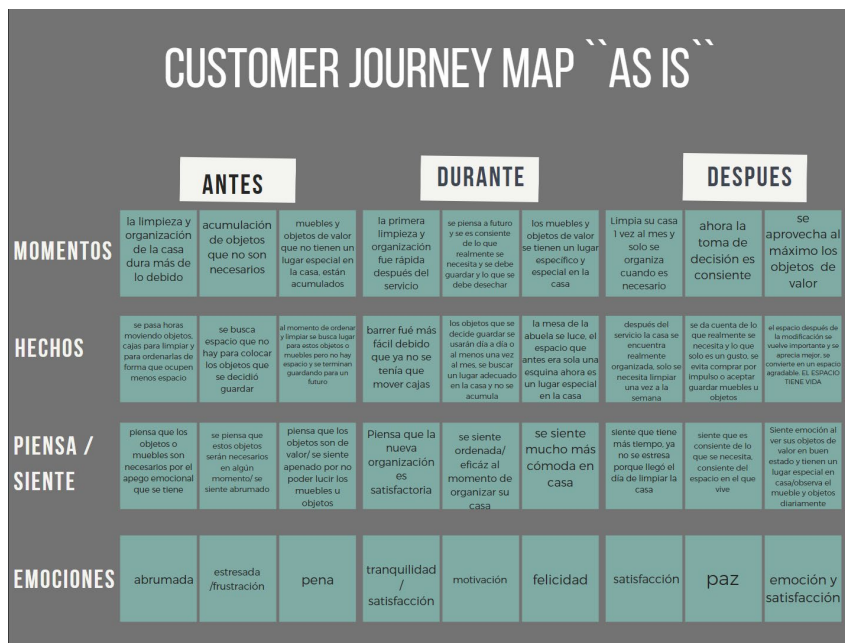 CUSTOMER JOURNEY MAP ``AS IS``
ANTES
DURANTE
DESPUES
MOMENTOS
la limpieza y
organización
de la casa
dura más de
lo debido
acumulación
de objetos
que no son
necesarios
muebles y
objetos de valor
que no tienen un
lugar especial en
la casa, están
acumulados
la primera
limpieza y
organización
fue rápida
después del
servicio
se piensa a futuro
y se es consiente
de lo que
realmente se
necesita y se debe
guardar y lo que se
debe desechar
los muebles y
objetos de valor
se tienen un lugar
específico y
especial en la
casa
Limpia su casa
1 vez al mes y
solo se
organiza
cuando es
necesario
ahora la
toma de
decisión es
consiente
se
aprovecha al
máximo los
objetos de
valor
HECHOS
se pasa horas
moviendo objetos,
cajas para limpiar y
para ordenarlas de
forma que ocupen
menos espacio
se busca
espacio que no
hay para colocar
los objetos que
se decidió
guardar
al momento de ordenar
y limpiar se busca lugar
para estos objetos o
muebles pero no hay
espacio y se terminan
guardando para un
futuro
barrer fué más
fácil debido
que ya no se
tenía que
mover cajas
los objetos que se
decide guardar se
usarán día a día o
al menos una vez
al mes, se buscar
un lugar adecuado
en la casa y no se
acumula
la mesa de la
abuela se luce, el
espacio que
antes era sola una
esquina ahora es
un lugar especial
en la casa
después del
servicio la casa se
encuentra
realmente
organizada, solo se
necesita limpiar
una vez a la
semana
se da cuenta de lo
que realmente se
necesita y lo que
solo es un gusto, se
evita comprar por
impulso o aceptar
guardar muebles u
objetos
el espacio después de
la modificación se
vuelve importante y se
aprecia mejor, se
convierte en un espacio
agradable. EL ESPACIO
TIENE VIDA
PIENSA /
SIENTE
piensa que los
objetos o
muebles son
necesarios por el
apego emocional
que se tiene
se piensa que
estos objetos
serán necesarios
en algún
momento/ se
siente abrumado
piensa que los
objetos son de
valor/ se siente
apenado por no
poder lucir los
muebles u
objetos
Piensa que la
nueva
organización
es
satisfactoria
se siente
ordenada/
eficáz al
momento de
organizar su
casa
se siente
mucho más
cómoda en
casa
siente que tiene
más tiempo, ya
no se estresa
porque llegó el
día de limpiar la
casa
siente que es
consiente de lo
que se necesita,
consiente del
espacio en el que
vive
Siente emoción al
ver sus objetos de
valor en buen
estado y tienen un
lugar especial en
casa/observa el
mueble y objetos
diariamente
EMOCIONES
abrumada
estresada
/frustración
pena
tranquilidad
/
satisfacción
motivación
felicidad
satisfacción
paz
emoción y
satisfacción